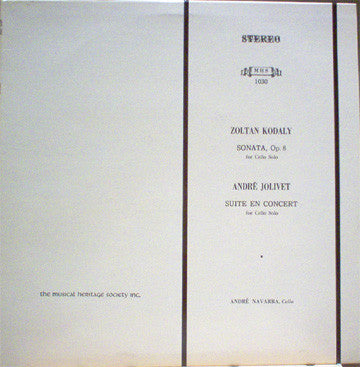 STEREO
MHS
1030
ZOLTAN KODALY
SONATA, Op. 8
for Cello Solo
ANDRÉ JOLIVET
SUITE EN CONCERT
for Cello Solo
the musical heritage society inc.
ANDRÉ NAVARRA, Cello